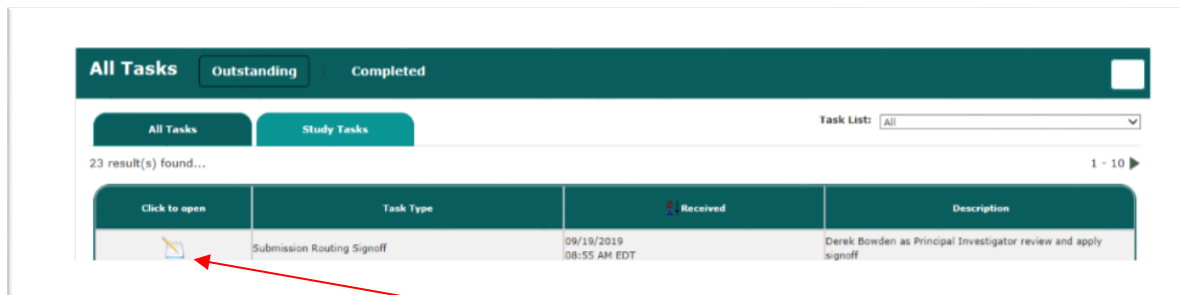 All Tasks Outstanding Completed
All Tasks Study Tasks Task List: All
23 result(s) found... 1 - 10
Click to open Task Type Received Description
Submission Routing Signoff 09/19/2019 Derek Bowden as Principal Investigator review and apply
08:55 AM EDT signoff